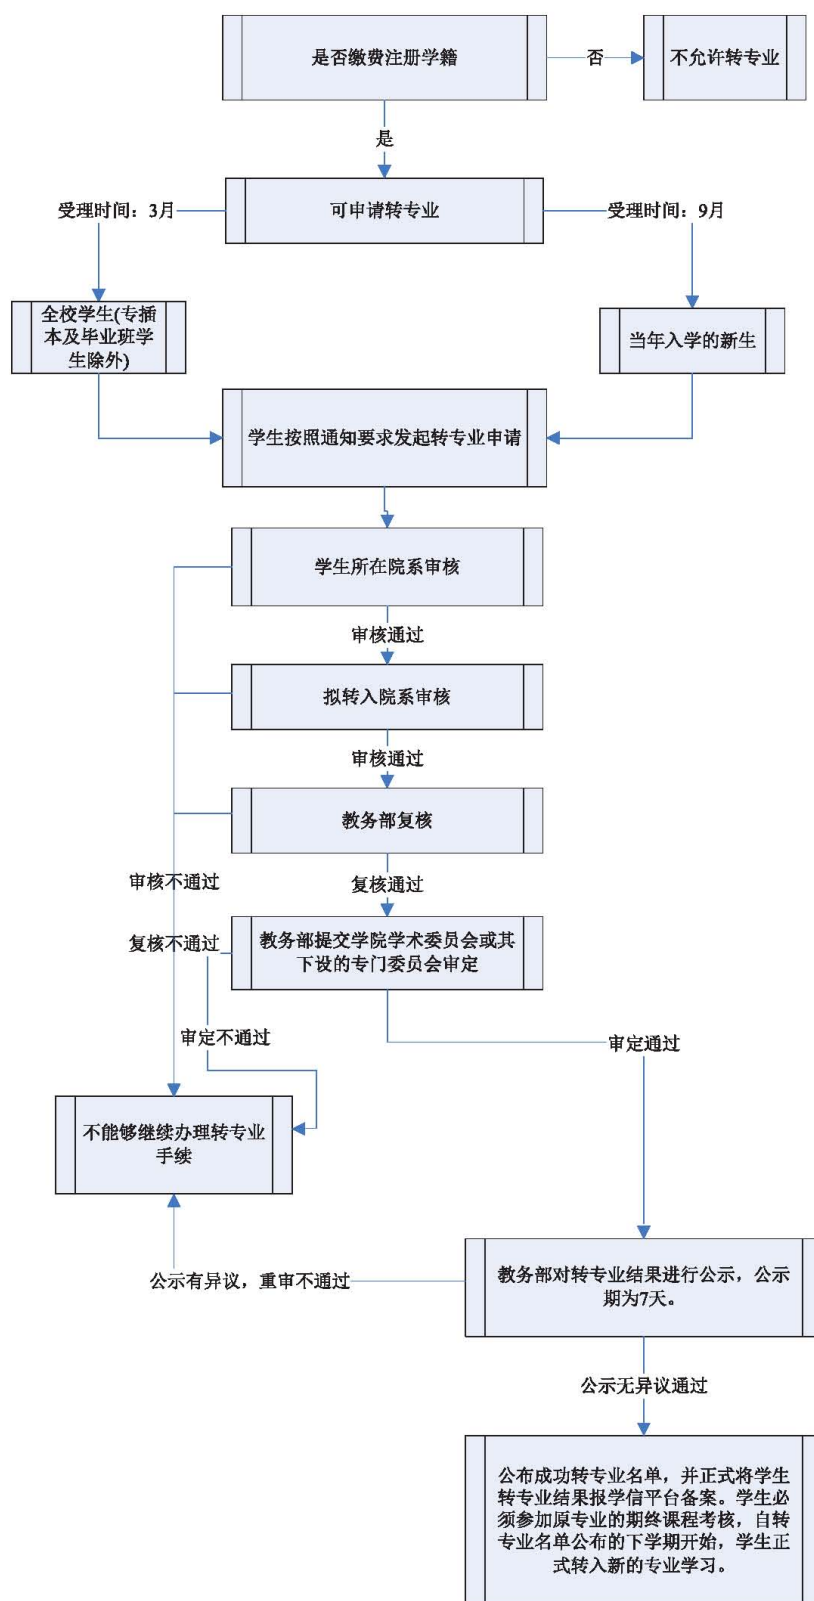 是否缴费注册学籍
否
不允许转专业
是
可申请转专业
受理时间：3月
受理时间：9月
全校学生(专插
本及毕业班学
生除外)
当年入学的新生
学生按照通知要求发起转专业申请
学生所在院系审核
审核通过
拟转入院系审核
审核通过
教务部复核
审核不通过
复核通过
复核不通过
教务部提交学院学术委员会或其
下设的专门委员会审定
审定不通过
审定通过
不能够继续办理转专业
手续
公示有异议，重审不通过
教务部对转专业结果进行公示，公示
期为7天。
公示无异议通过
公布成功转专业名单，并正式将学生
转专业结果报学信平台备案。学生必
须参加原专业的期终课程考核，自转
专业名单公布的下学期开始，学生正
式转入新的专业学习。